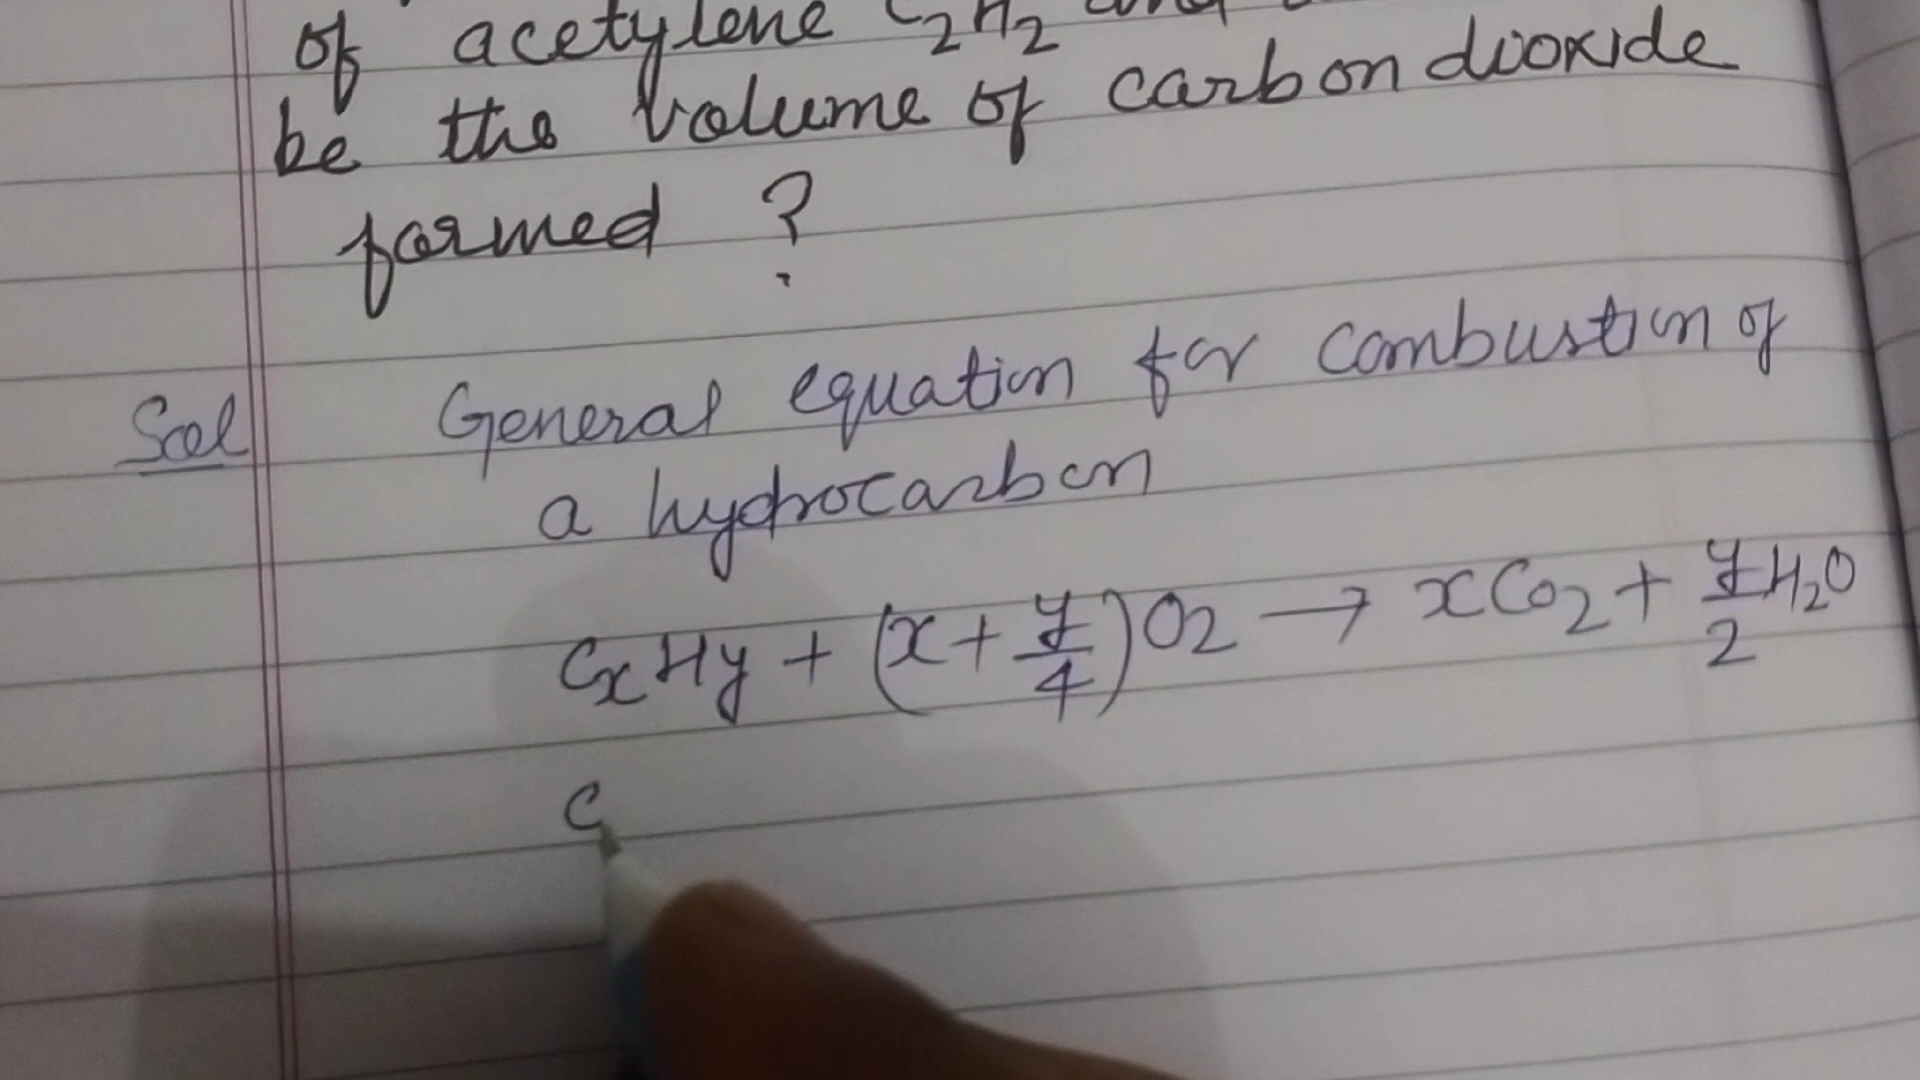 of acetylene C₂H₂ and
be the volume of carbon dioxide
formed ?
Sol General equation for combustion of
a hydrocarbon
CxHy + (x + y/4) O2 → xCO2 + y/2 H2O
C